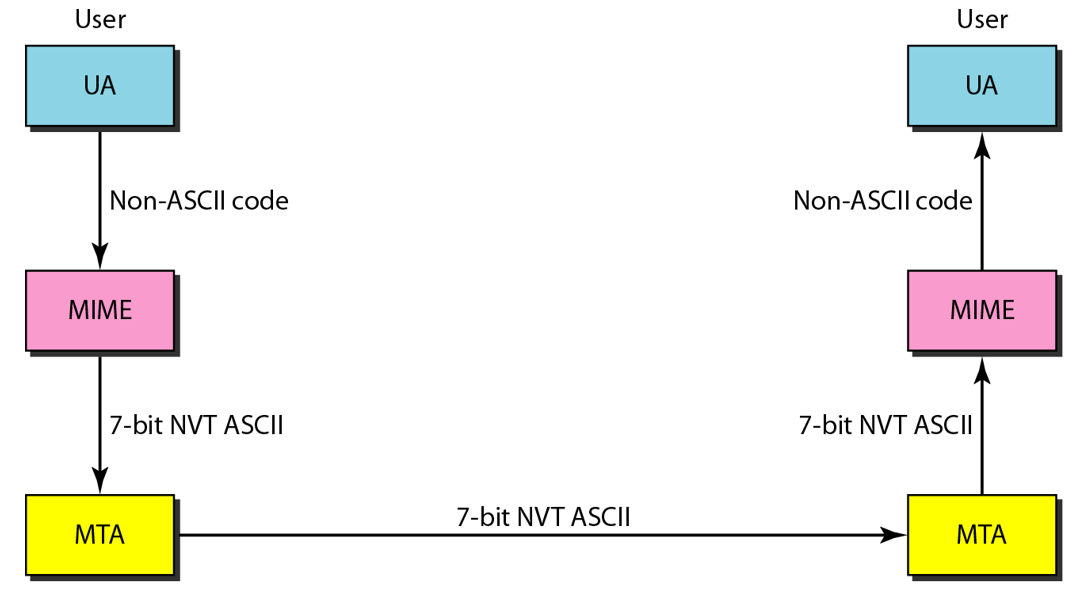 User
User
UA
UA
Non-ASCII code
Non-ASCII code
MIME
MIME
7-bit NVT ASCII
7-bit NVT ASCII
7-bit NVT ASCII
MTA
MTA